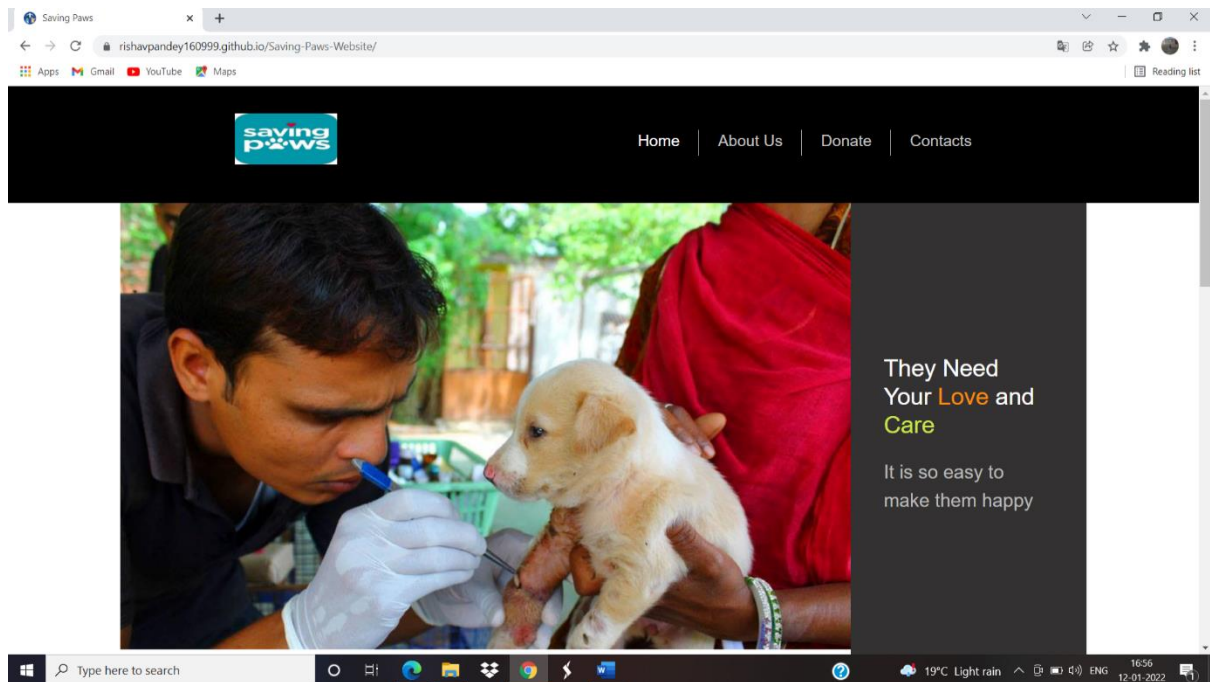 Saving Paws
rishavpandey160999.github.io/Saving-Paws-Website/
Apps Gmail YouTube Maps Reading list
saving
paws
Home About Us Donate Contacts
They Need
Your Love and
Care
It is so easy to
make them happy
Type here to search
19°C Light rain ENG 16:56
12-01-2022